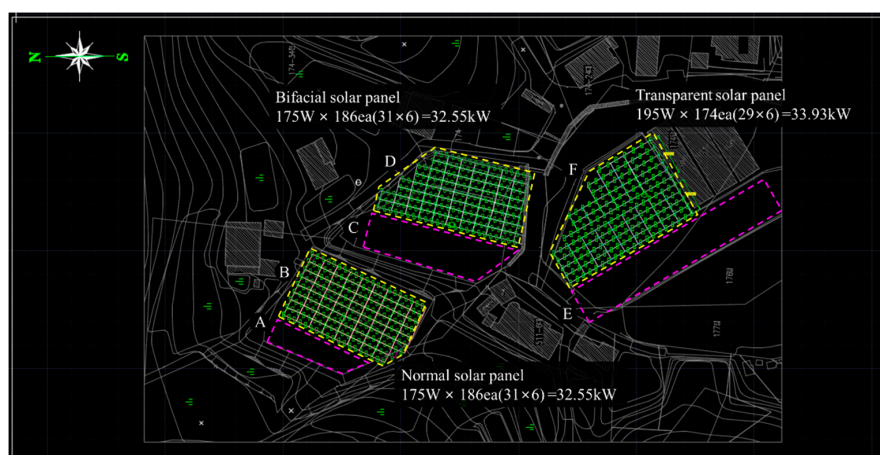 N
S
Bifacial solar panel
175W × 186ea(31×6) =32.55kW
Transparent solar panel
195W × 174ea(29×6) =33.93kW
D
F
C
B
A
E
Normal solar panel
175W × 186ea(31×6) =32.55kW